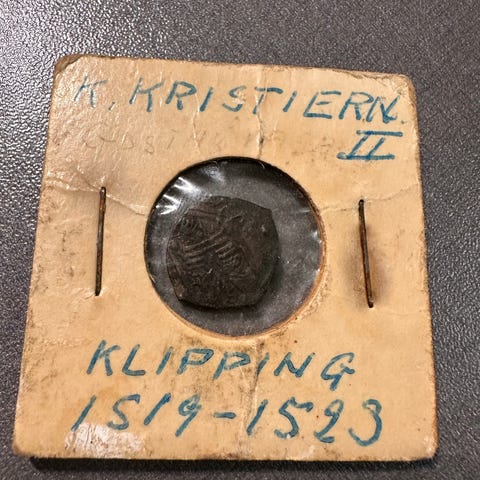 K. KRISTIERN.
II
KLIPPING
1519-1523